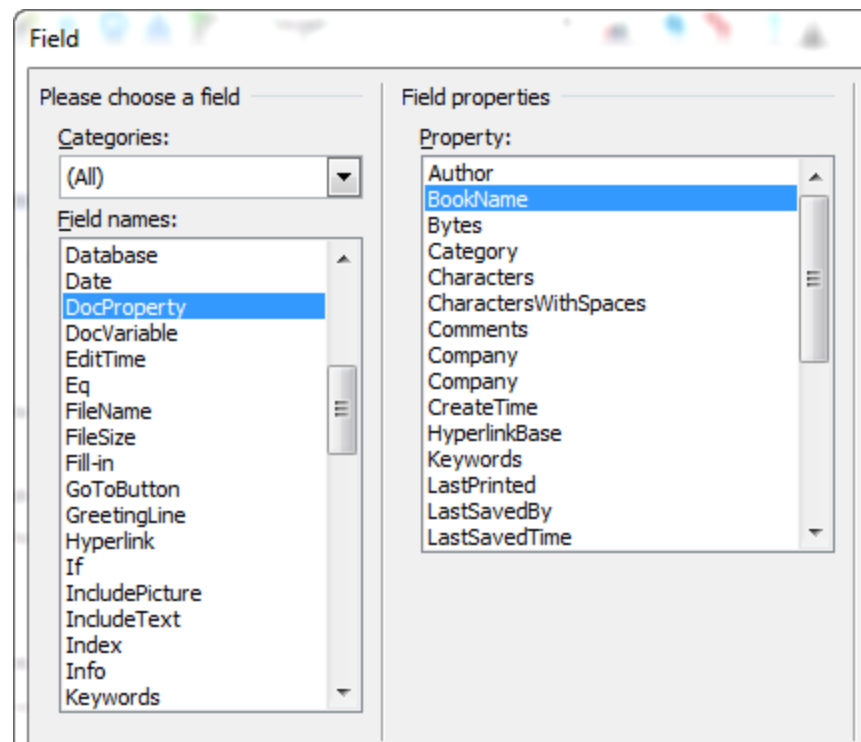 Field
Please choose a field
Categories:
(All)
Field names:
Database
Date
DocProperty
DocVariable
EditTime
Eq
FileName
FileSize
Fill-in
GoToButton
GreetingLine
Hyperlink
If
IncludePicture
IncludeText
Index
Info
Keywords
Field properties
Property:
Author
BookName
Bytes
Category
Characters
CharactersWithSpaces
Comments
Company
Company
CreateTime
HyperlinkBase
Keywords
LastPrinted
LastSavedBy
LastSavedTime